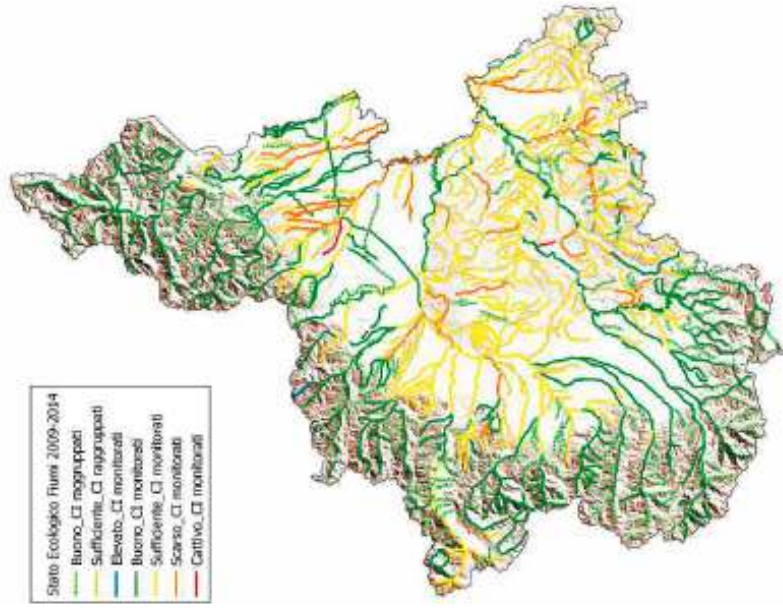 Stato Ecologico Fiumi 2009-2014
Buono_CI raggruppati
Sufficiente_CI raggruppati
Elevato_CI monitorati
Buono_CI monitorati
Sufficiente_CI monitorati
Scarso_CI monitorati
Cattivo_CI monitorati